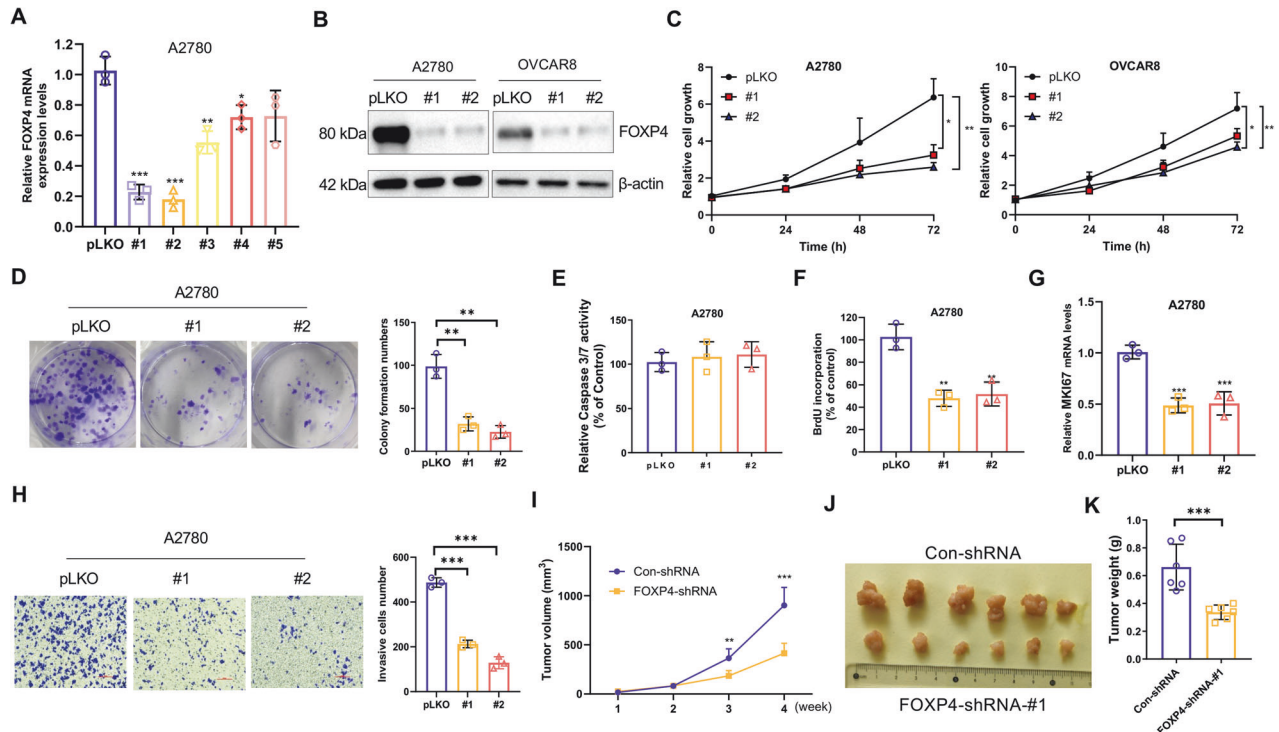 A
A2780
Relative FOXP4 mRNA
expression levels
1.2
1.0
0.8
0.6
0.4
0.2
0.0
***
***
**
*
pLKO #1 #2 #3 #4 #5
B
A2780 OVCAR8
pLKO #1 #2 pLKO #1 #2
80 kDa FOXP4
42 kDa β-actin
C
A2780
Relative cell growth
8
6
4
2
0
pLKO
#1
#2
*
**
0 24 48 72
Time (h)
OVCAR8
Relative cell growth
10
8
6
4
2
0
pLKO
#1
#2
*
**
0 24 48 72
Time (h)
D
A2780
pLKO #1 #2
Colony formation numbers
150
100
50
0
**
**
pLKO #1 #2
E
A2780
Relative Caspase 3/7 activity
(% of Control)
150
100
50
0
pLKO #1 #2
F
A2780
BrdU incorporation
(% of control)
120
100
80
60
40
20
0
**
**
pLKO #1 #2
G
A2780
Relative MKI67 mRNA levels
1.5
1.0
0.5
0.0
***
***
pLKO #1 #2
H
A2780
pLKO #1 #2
Invasive cells number
600
400
200
0
***
***
pLKO #1 #2
I
Tumor volume (mm³)
1500
1000
500
0
Con-shRNA
FOXP4-shRNA
**
***
1 2 3 4 (week)
J
Con-shRNA
FOXP4-shRNA-#1
K
Tumor weight (g)
1.0
0.8
0.6
0.4
0.2
0.0
***
Con-shRNA
FOXP4-shRNA-#1